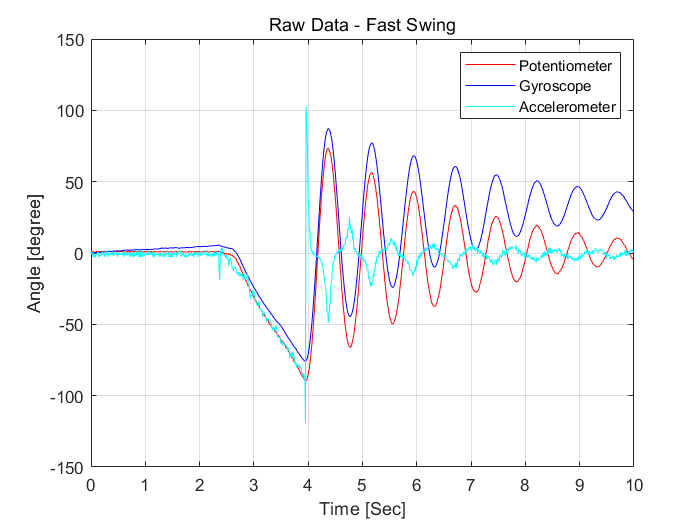 Raw Data - Fast Swing
150
100
50
0
-50
-100
-150
Angle [degree]
Potentiometer
Gyroscope
Accelerometer
0 1 2 3 4 5 6 7 8 9 10
Time [Sec]